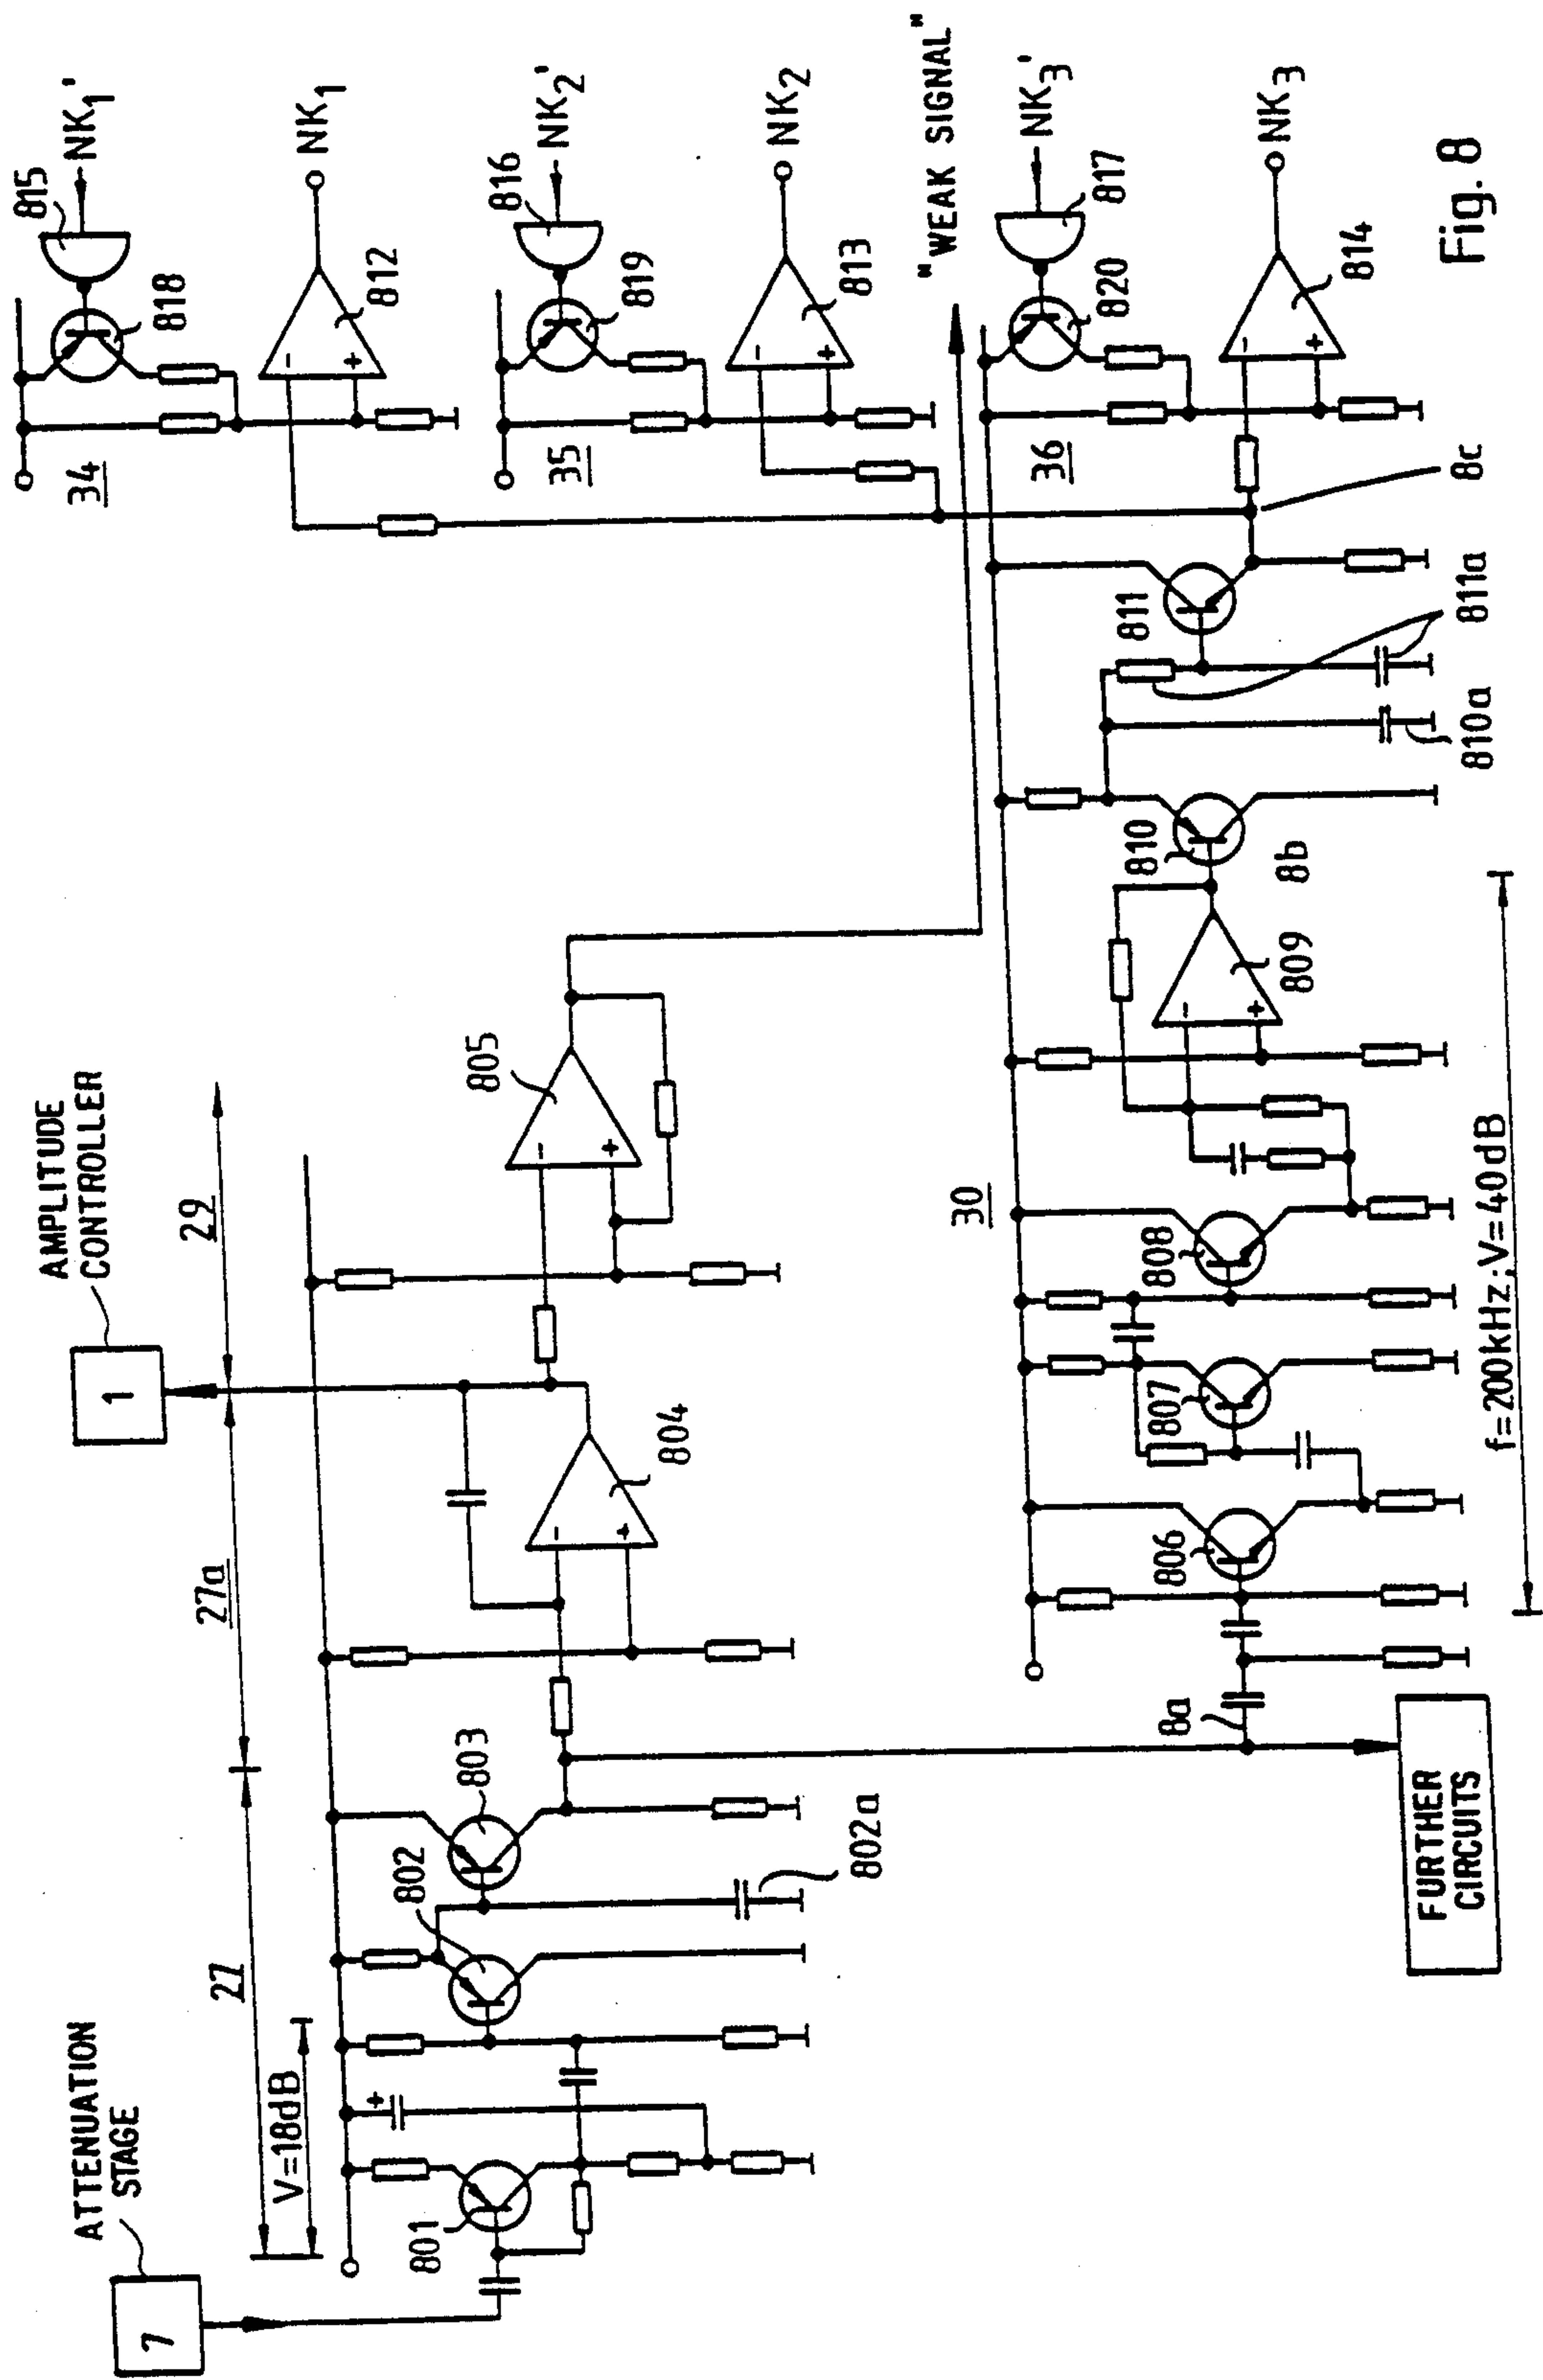 ATTENUATION
STAGE
7
AMPLITUDE
CONTROLLER
1
27
27a
29
V=18dB
+
801
802
803
802a
804
-
+
805
-
+
"WEAK SIGNAL"
FURTHER
CIRCUITS
8a
30
806
807
808
809
-
+
810
8b
810a
811
811a
8c
f=200kHz; V=40dB
34
815
NK1'
818
812
-
+
NK1
35
816
NK2'
819
813
-
+
NK2
36
817
NK3'
820
814
-
+
NK3
Fig. 8